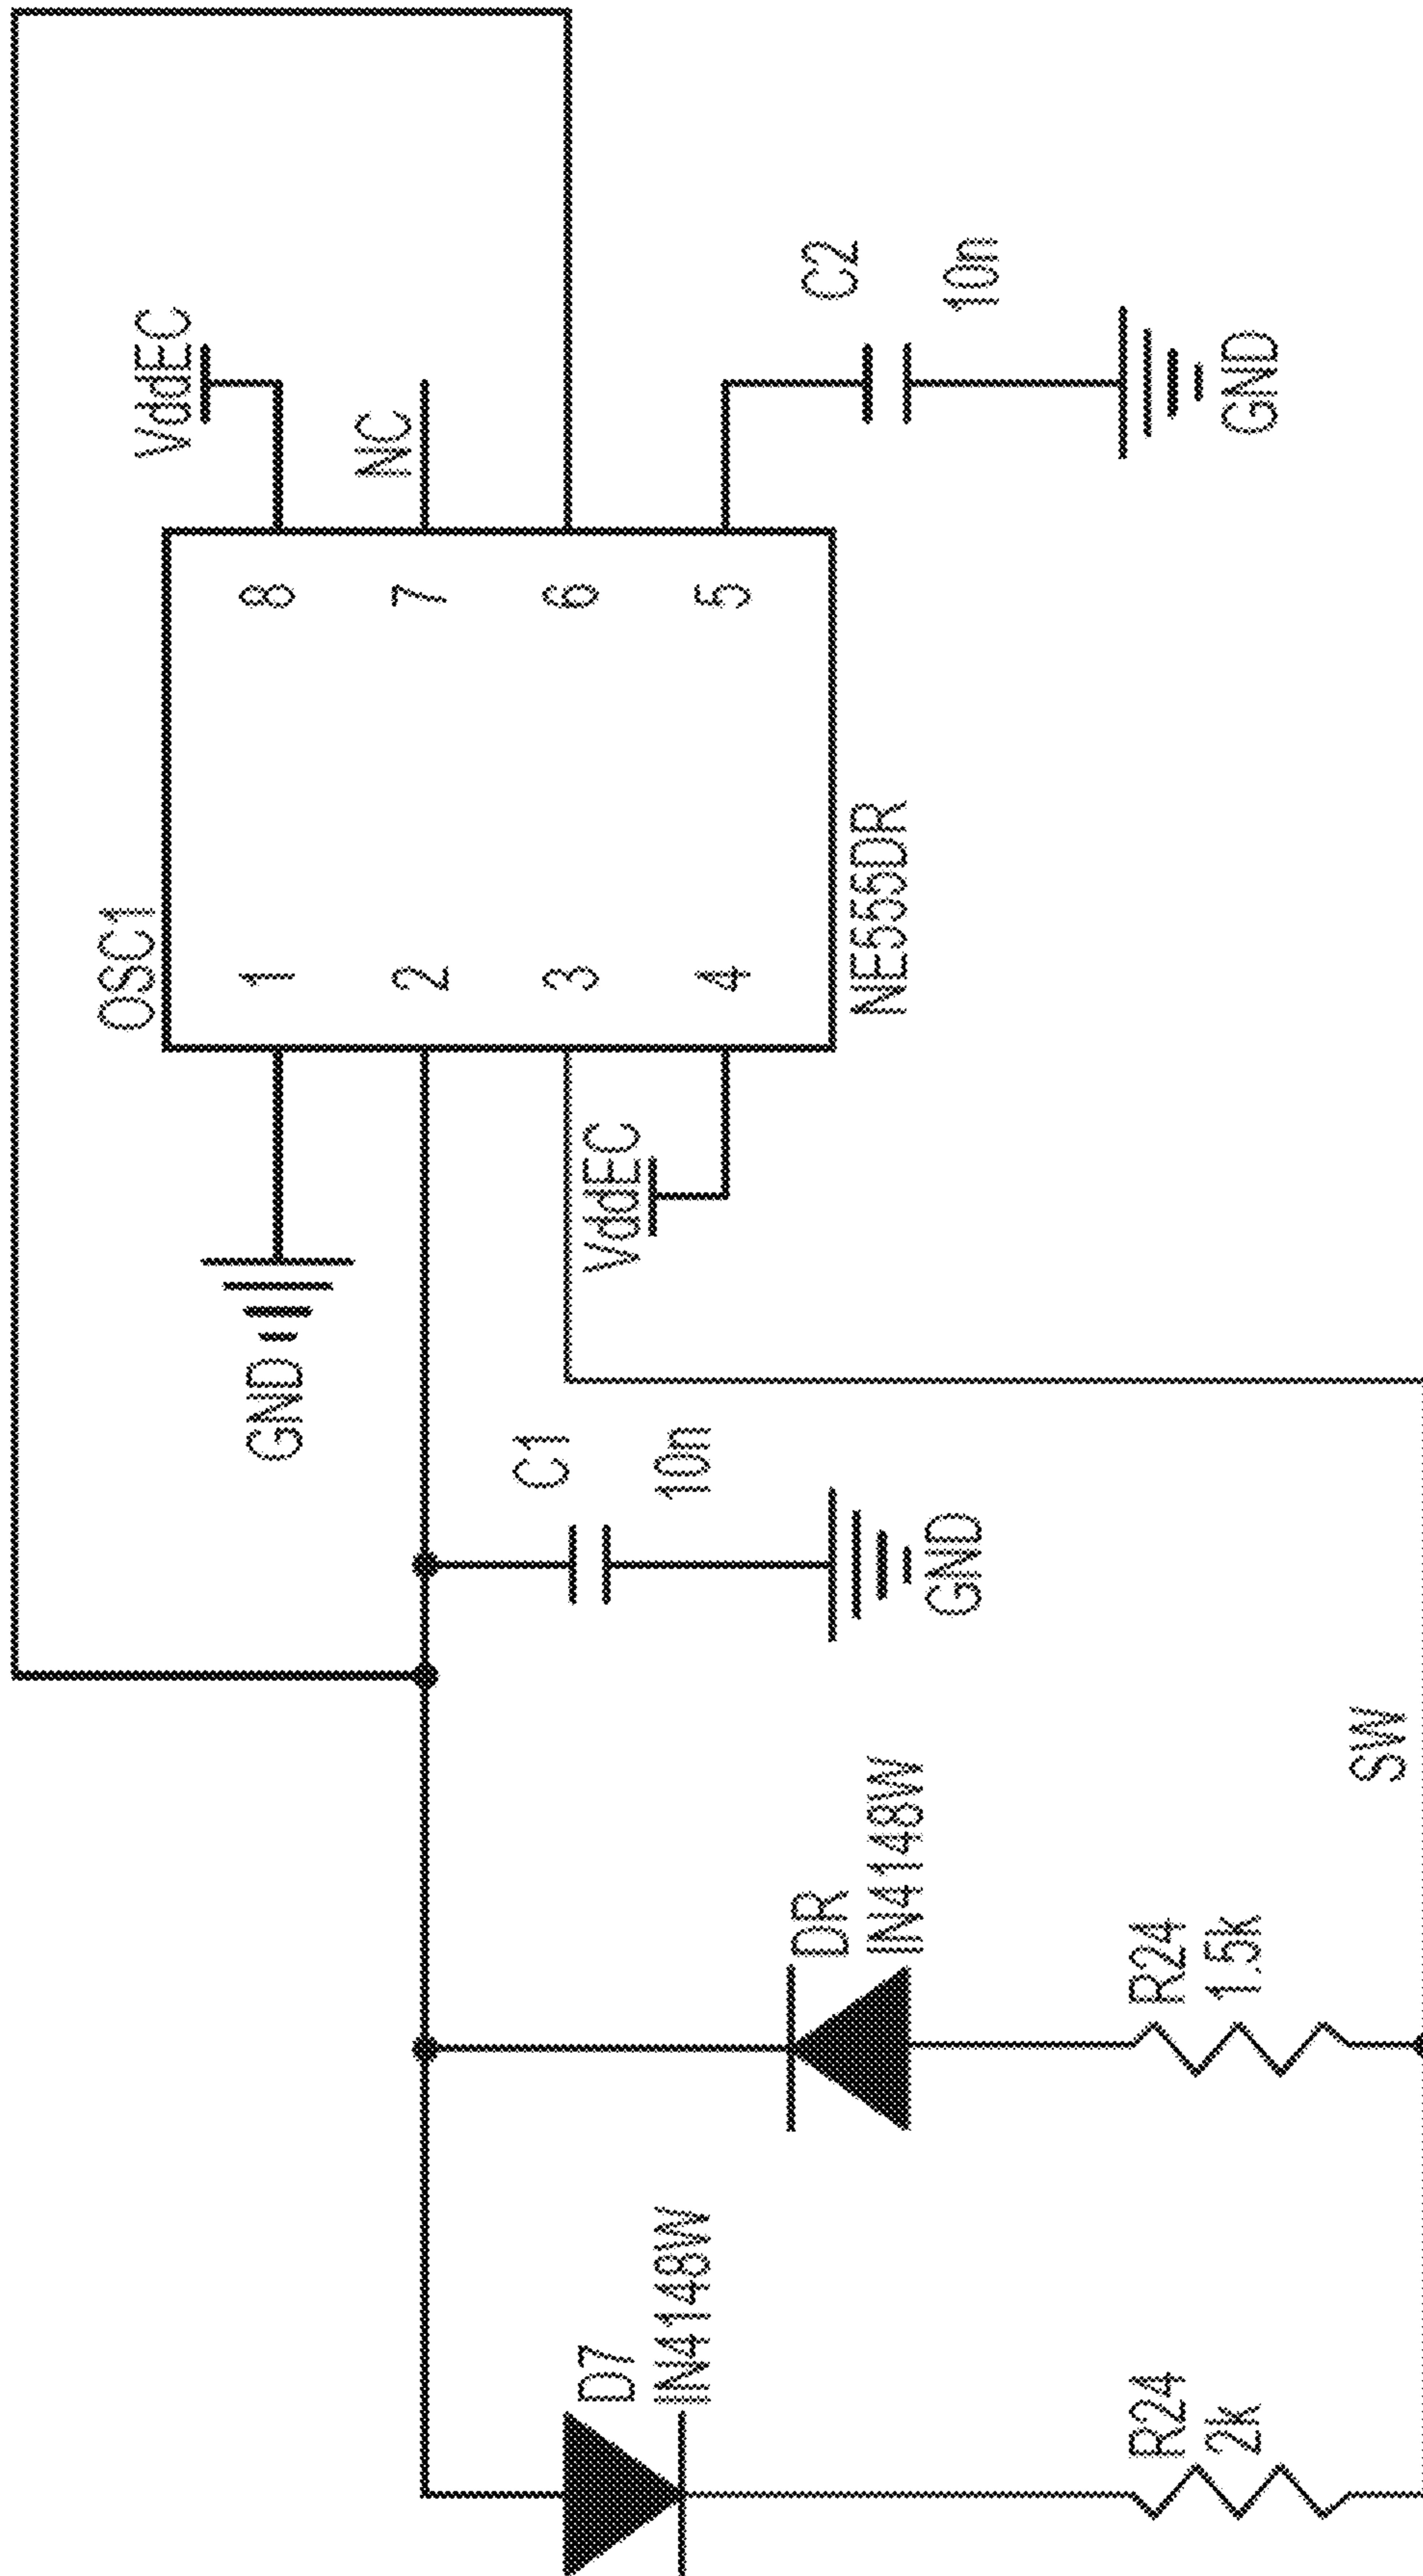 OSC1
GND
1
8
VddEC
2
7
NC
3
6
VddEC
4
5
NE555DR
C1
10n
GND
C2
10n
GND
D7
IN4148W
DR
IN4148W
R24
2k
R24
1.5k
SW